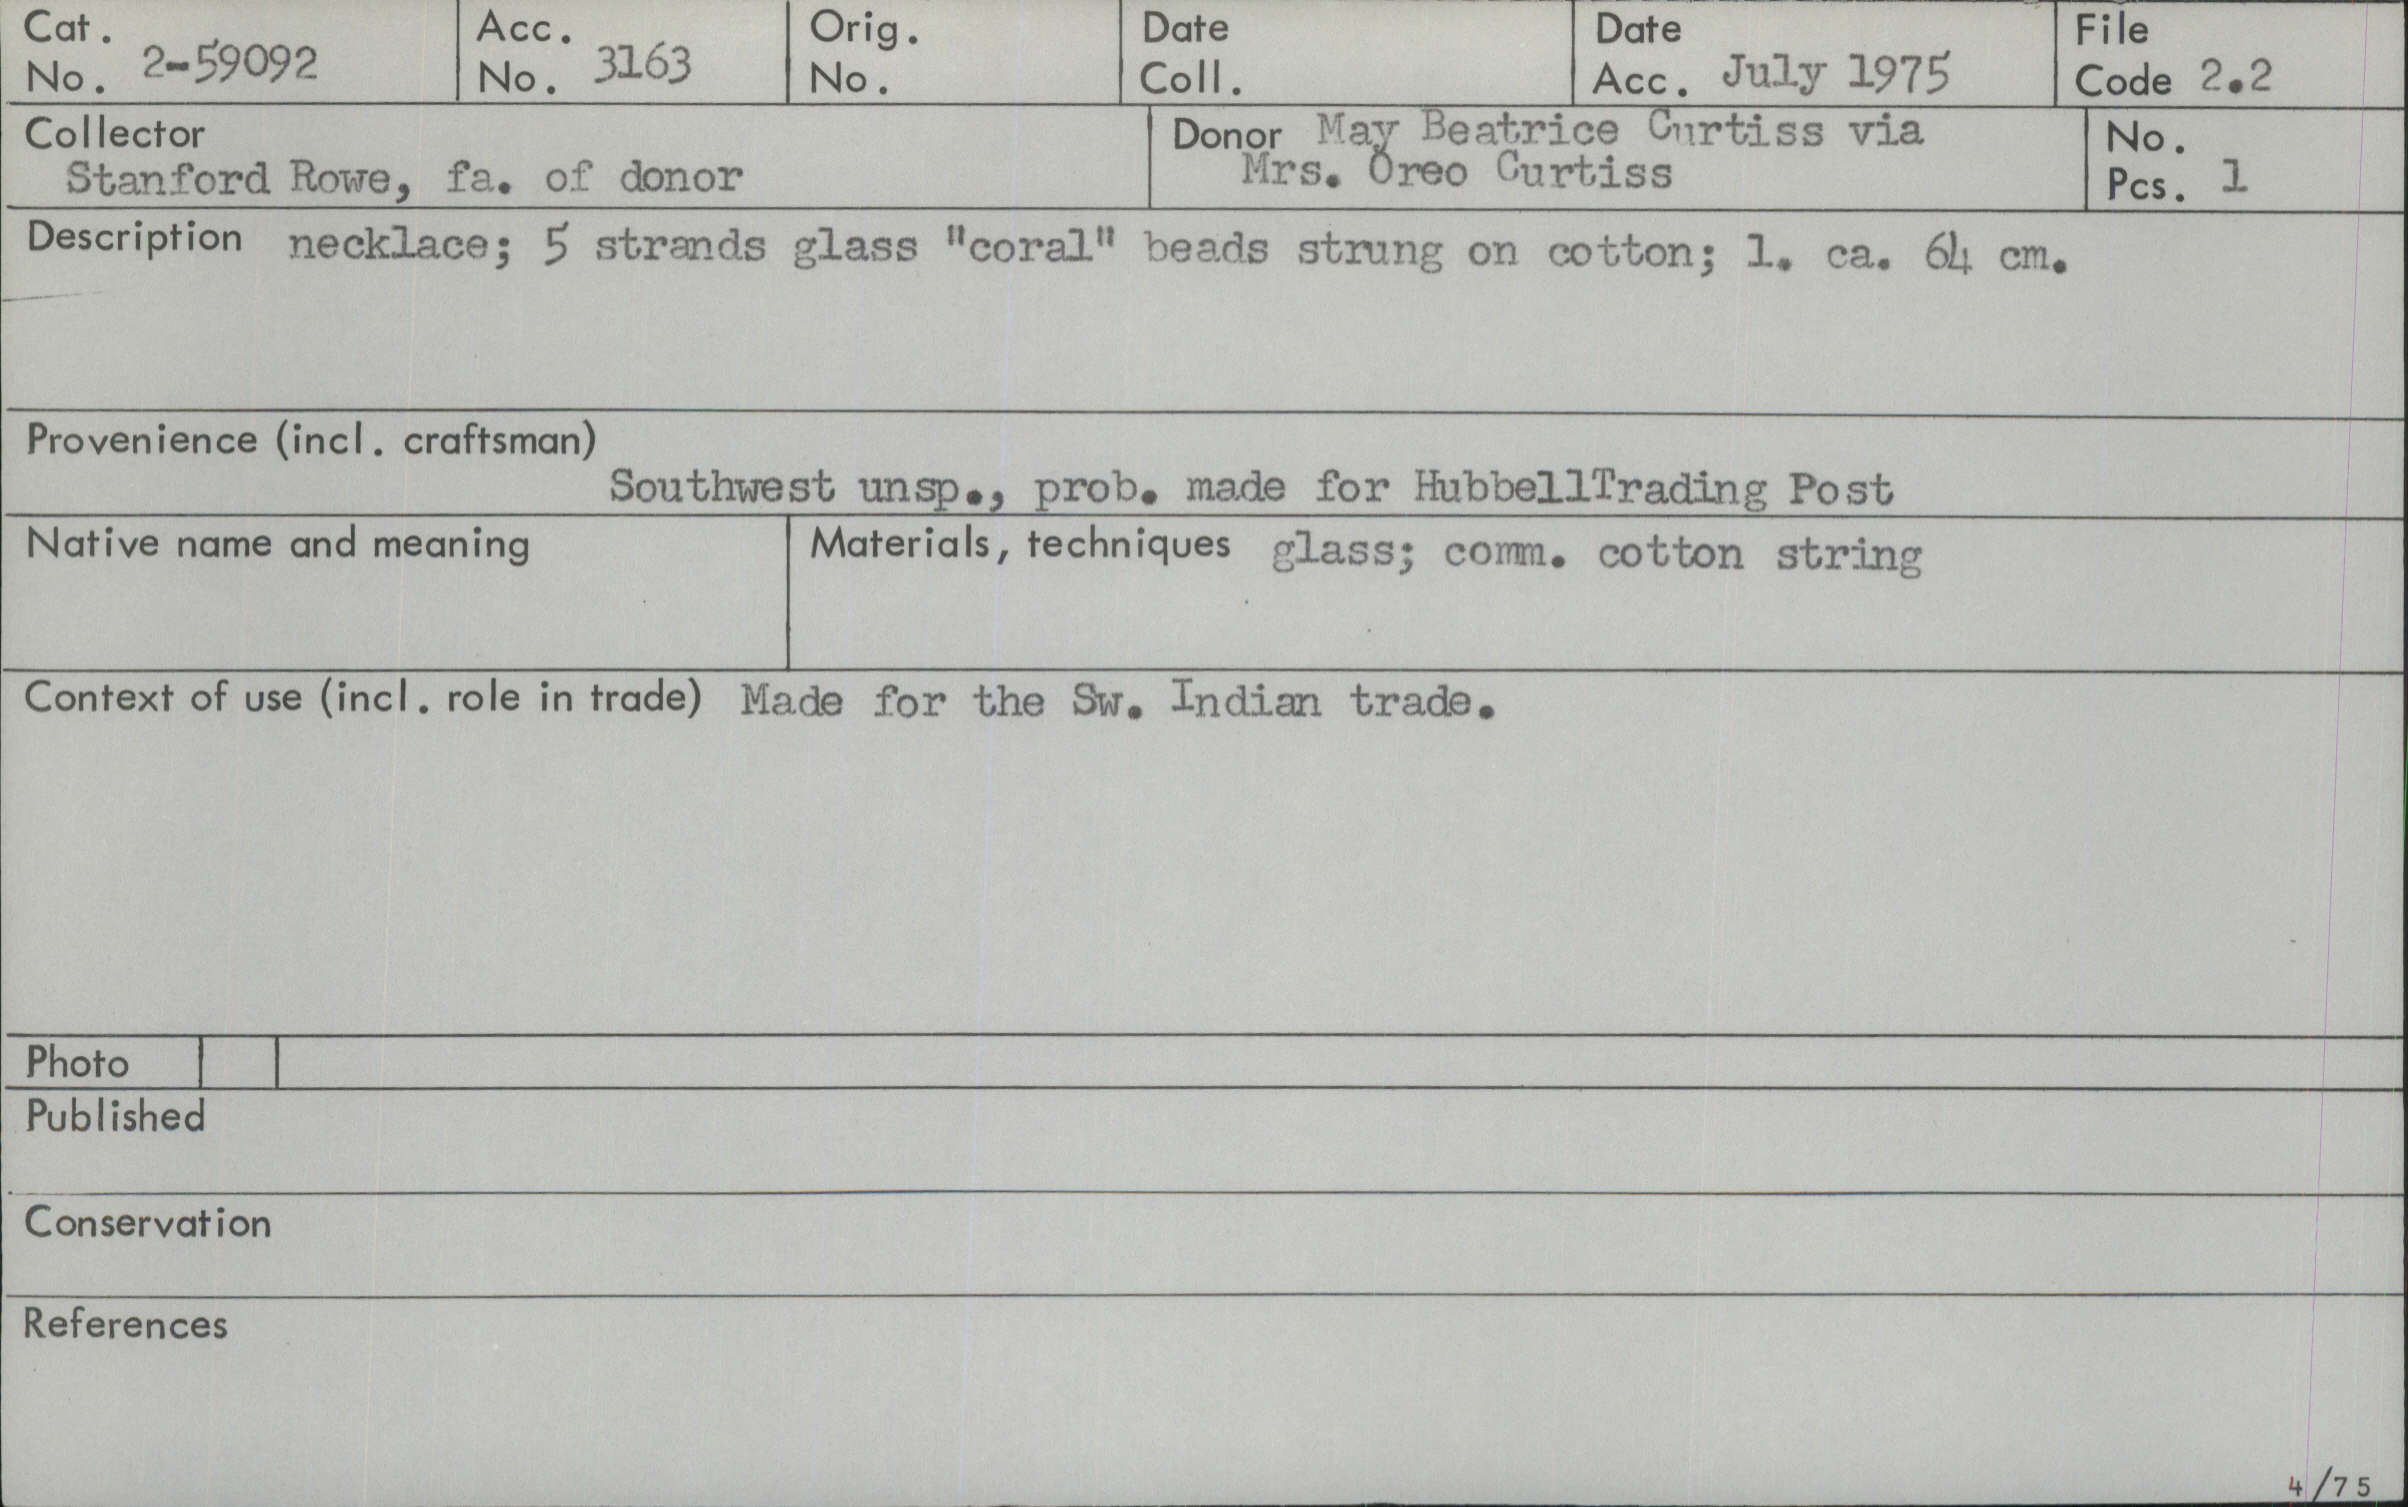 Cat. No. 2-59092
Acc. No. 3163
Orig. No.
Date Coll.
Date Acc. July 1975
File Code 2.2
Collector
Stanford Rowe, fa. of donor
Donor May Beatrice Curtiss via
Mrs. Oreo Curtiss
No. Pcs. 1
Description necklace; 5 strands glass "coral" beads strung on cotton; l. ca. 64 cm.
Provenience (incl. craftsman)
Southwest unsp., prob. made for HubbellTrading Post
Native name and meaning
Materials, techniques glass; comm. cotton string
Context of use (incl. role in trade) Made for the Sw. Indian trade.
Photo
Published
Conservation
References
4/75